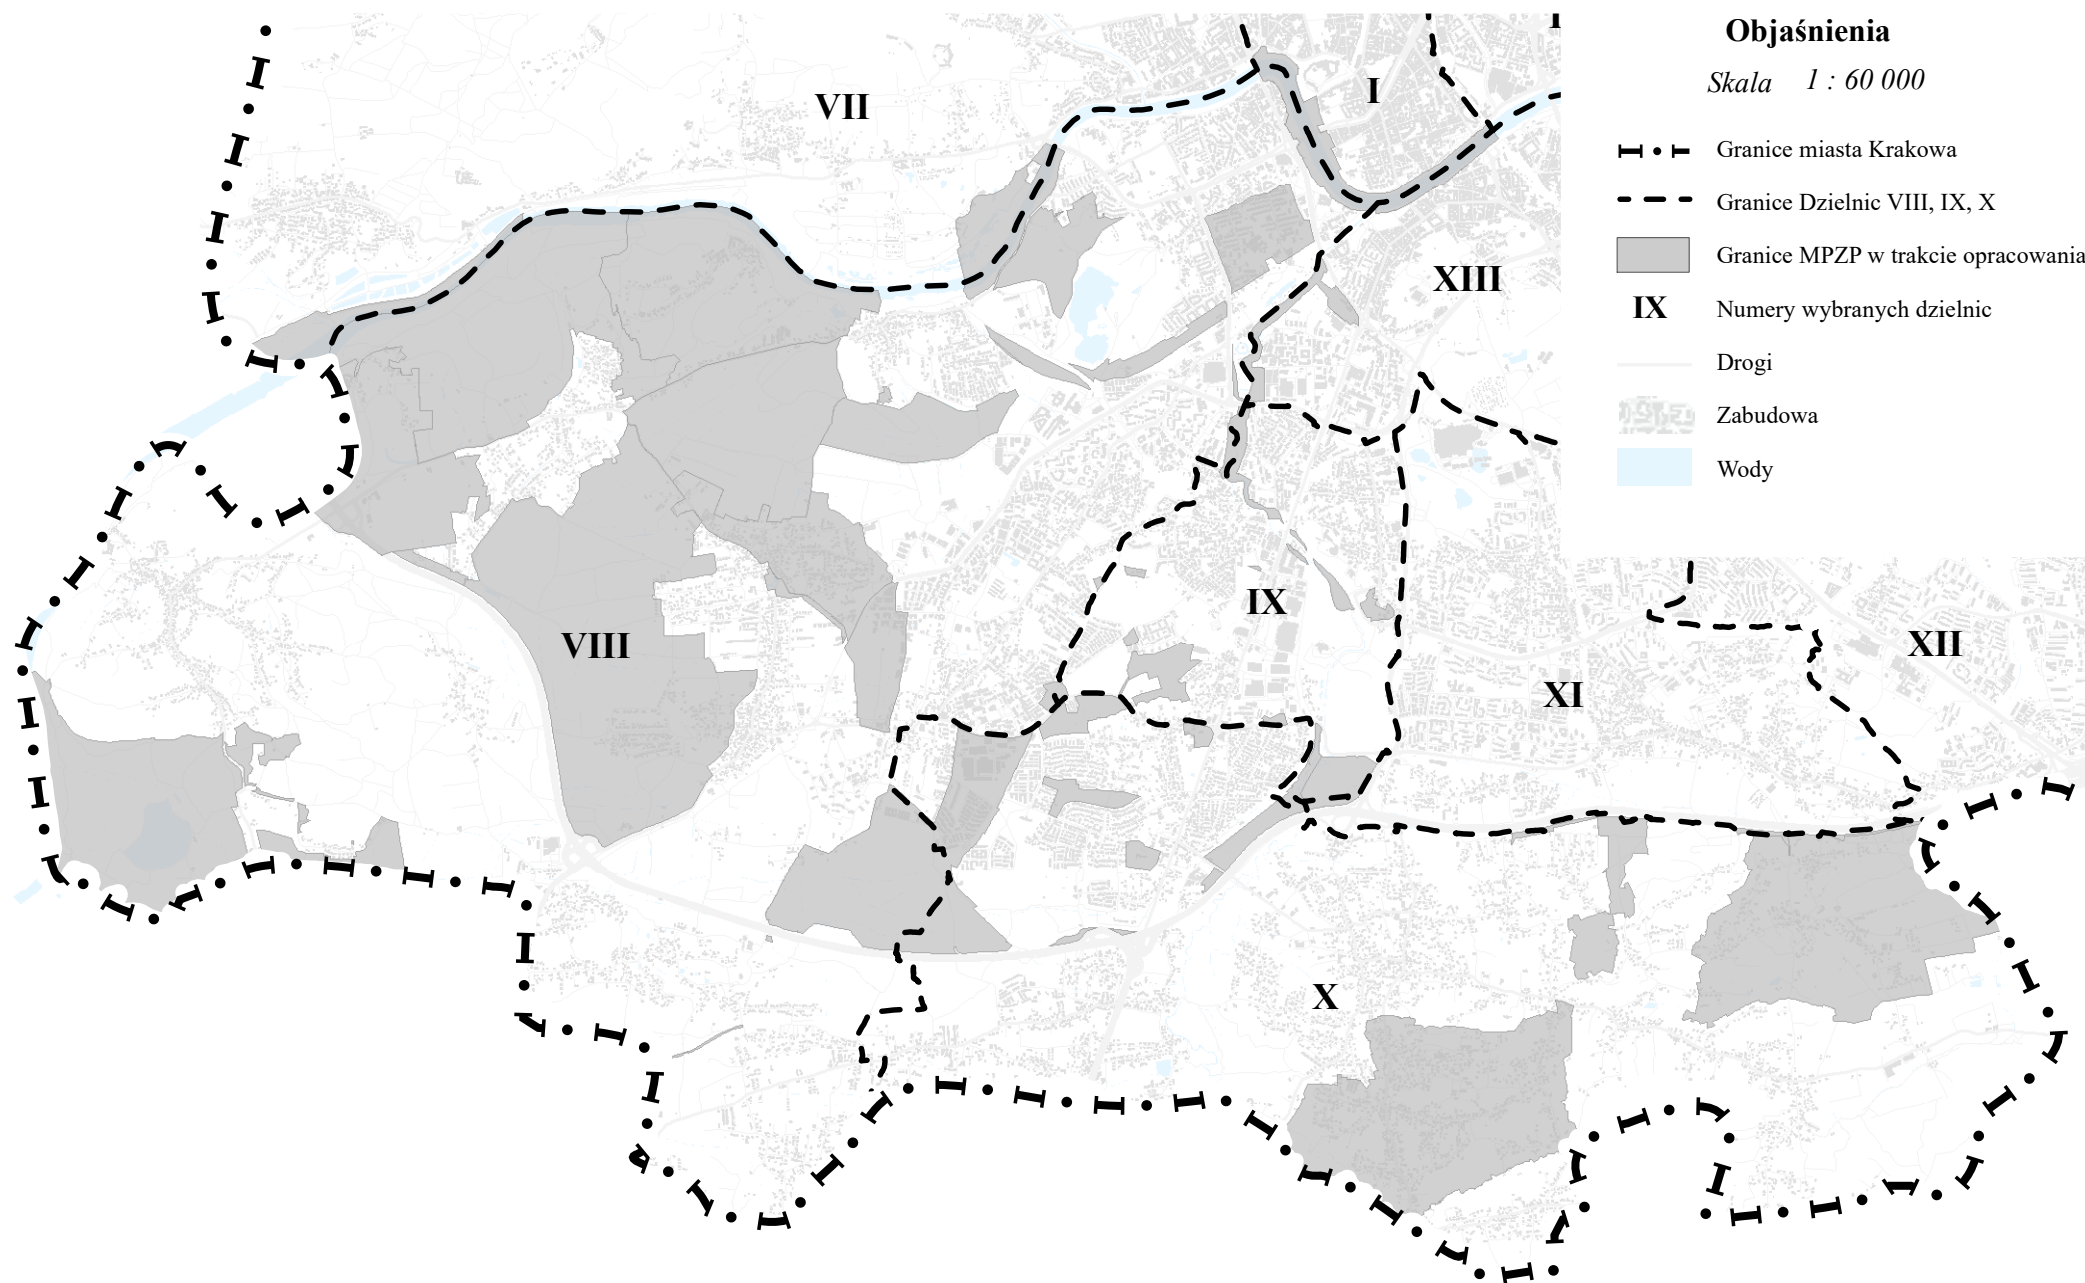 Objaśnienia
Skala 1 : 60 000
Granice miasta Krakowa
Granice Dzielnic VIII, IX, X
Granice MPZP w trakcie opracowania
IX Numery wybranych dzielnic
Drogi
Zabudowa
Wody
I
VII
XIII
IX
VIII
XII
XI
X